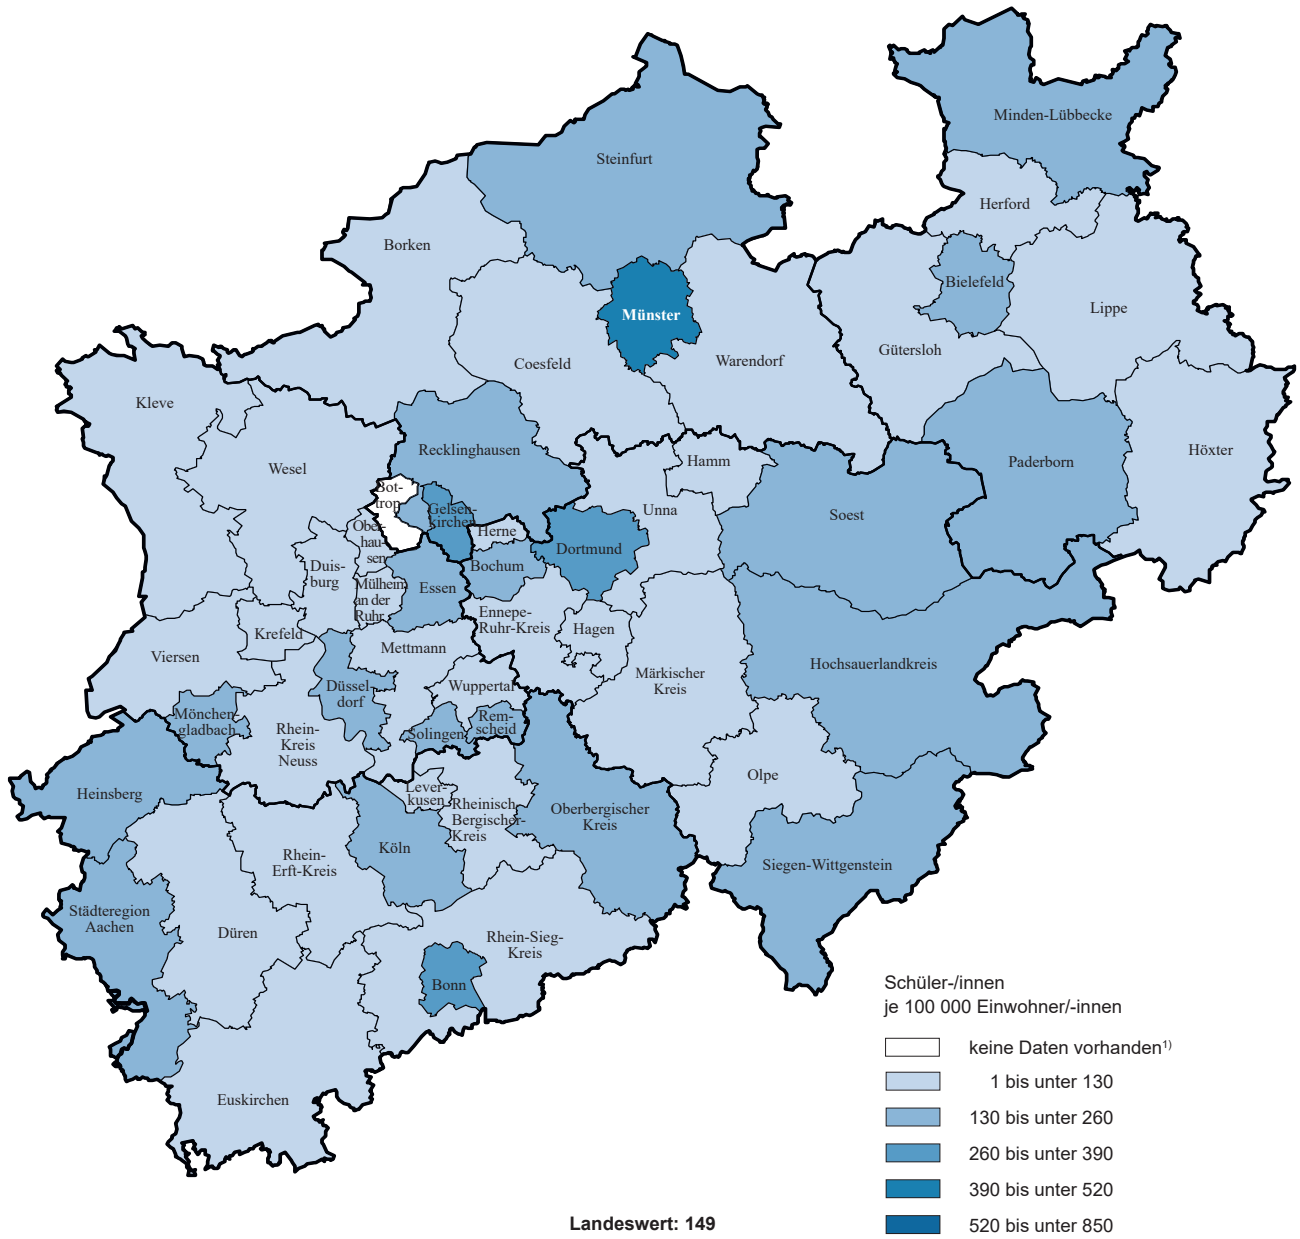 Minden-Lübbecke
Steinfurt
Herford
Borken
Bielefeld
Lippe
Münster
Gütersloh
Coesfeld
Warendorf
Kleve
Recklinghausen
Höxter
Hamm
Paderborn
Wesel
Bot-
trop
Gelsen-
kirchen
Unna
Soest
Ober-
hau-
sen
Herne
Dortmund
Duis-
burg
Bochum
Mülheim
an der
Ruhr
Essen
Ennepe-
Ruhr-Kreis
Hagen
Krefeld
Mettmann
Viersen
Hochsauerlandkreis
Märkischer
Kreis
Düssel-
dorf
Wuppertal
Mönchen-
gladbach
Rem-
scheid
Solingen
Rhein-
Kreis
Neuss
Olpe
Heinsberg
Lever-
kusen
Rheinisch-
Bergischer-
Kreis
Oberbergischer
Kreis
Köln
Rhein-
Erft-Kreis
Siegen-Wittgenstein
Städteregion
Aachen
Düren
Rhein-Sieg-
Kreis
Bonn
Euskirchen
Schüler-/innen
je 100 000 Einwohner/-innen
keine Daten vorhanden1)
1 bis unter 130
130 bis unter 260
260 bis unter 390
390 bis unter 520
520 bis unter 850
Landeswert: 149